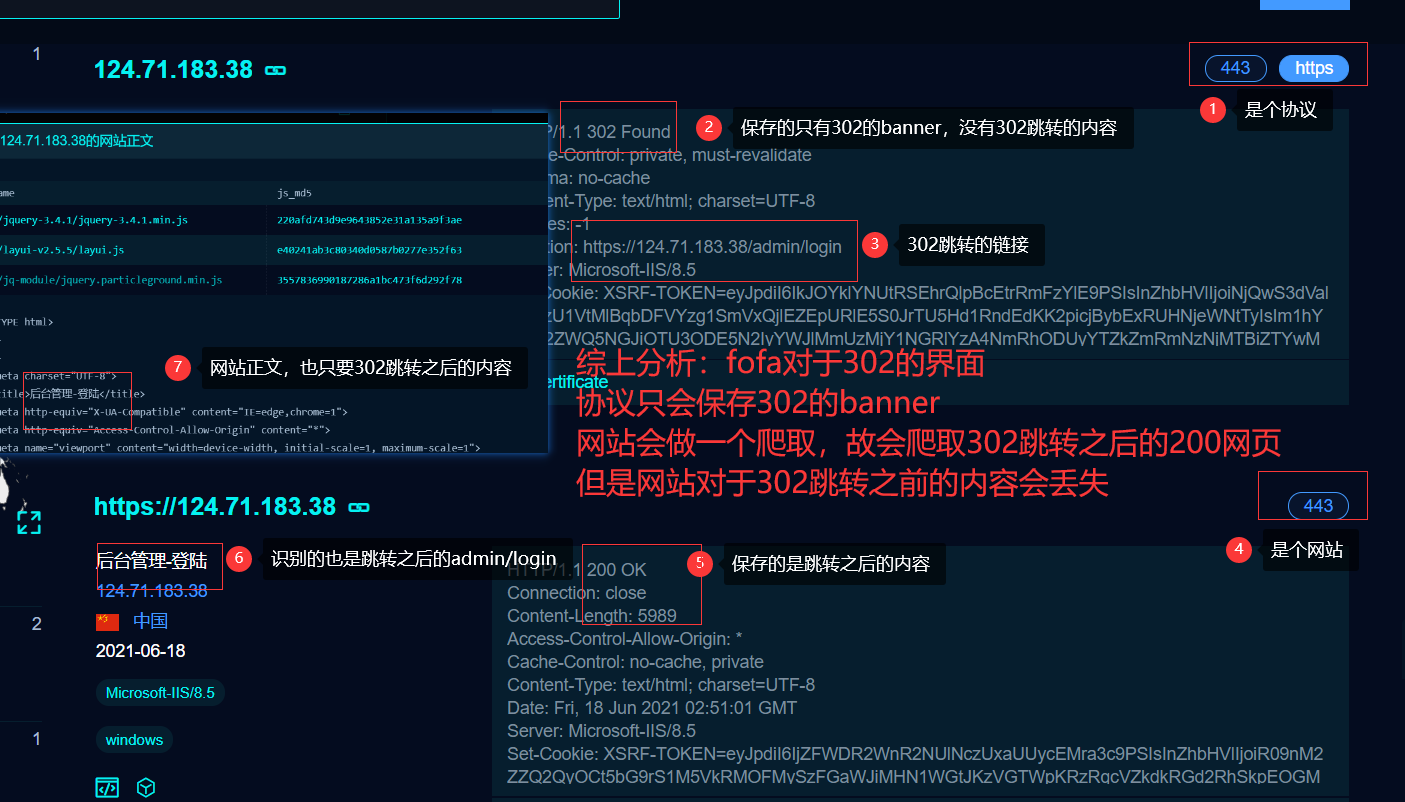 1
124.71.183.38
443
https
1
是个协议
124.71.183.38的网站正文
/1.1 302 Found
2
保存的只有302的banner，没有302跳转的内容
e-Control: private, must-revalidate
ma: no-cache
ent-Type: text/html; charset=UTF-8
es: -1
tion: https://124.71.183.38/admin/login
3
302跳转的链接
er: Microsoft-IIS/8.5
ame
js_md5
/jquery-3.4.1/jquery-3.4.1.min.js
220afd743d9e9643852e31a135a9f3ae
/layui-v2.5.5/layui.js
e40241ab3c80340d0587b0277e352f63
/jq-module/jquery.particleground.min.js
3557836990187286a1bc473f6d292f78
TYPE html>
7
网站正文，也只要302跳转之后的内容
eta charset="UTF-8">
itle>后台管理-登陆</title>
eta http-equiv="X-UA-Compatible" content="IE=edge,chrome=1">
eta http-equiv="Access-Control-Allow-Origin" content="*">
eta name="viewport" content="width=device-width, initial-scale=1, maximum-scale=1">
ertificate
综上分析：fofa对于302的界面
协议只会保存302的banner
网站会做一个爬取，故会爬取302跳转之后的200网页
但是网站对于302跳转之前的内容会丢失
https://124.71.183.38
443
4
是个网站
后台管理-登陆
6
识别的也是跳转之后的admin/login
5
保存的是跳转之后的内容
124.71.183.38
中国
2021-06-18
Microsoft-IIS/8.5
windows
2
1
HTTP/1.1 200 OK
Connection: close
Content-Length: 5989
Access-Control-Allow-Origin: *
Cache-Control: no-cache, private
Content-Type: text/html; charset=UTF-8
Date: Fri, 18 Jun 2021 02:51:01 GMT
Server: Microsoft-IIS/8.5
Set-Cookie: